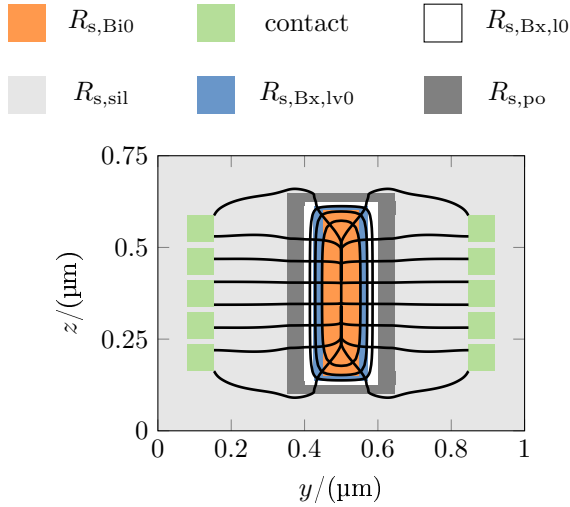 R_s,Bi0 contact R_s,Bx,l0
R_s,sil R_s,Bx,lv0 R_s,po
0.75
0.5
0.25
0
z/(µm)
0 0.2 0.4 0.6 0.8 1
y/(µm)